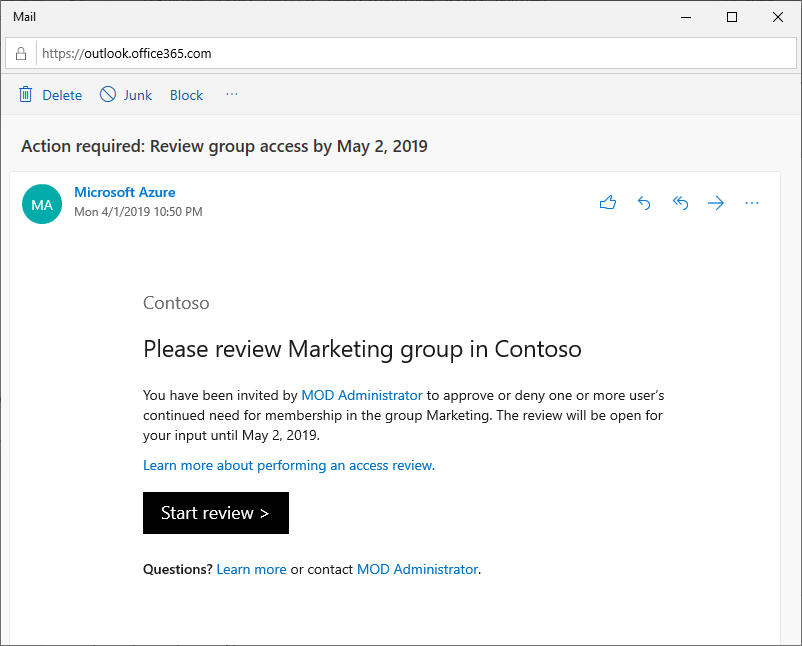 Mail
https://outlook.office365.com
Delete Junk Block ...
Action required: Review group access by May 2, 2019
MA
Microsoft Azure
Mon 4/1/2019 10:50 PM
Contoso
Please review Marketing group in Contoso
You have been invited by MOD Administrator to approve or deny one or more user’s
continued need for membership in the group Marketing. The review will be open for
your input until May 2, 2019.
Learn more about performing an access review.
Start review >
Questions? Learn more or contact MOD Administrator.